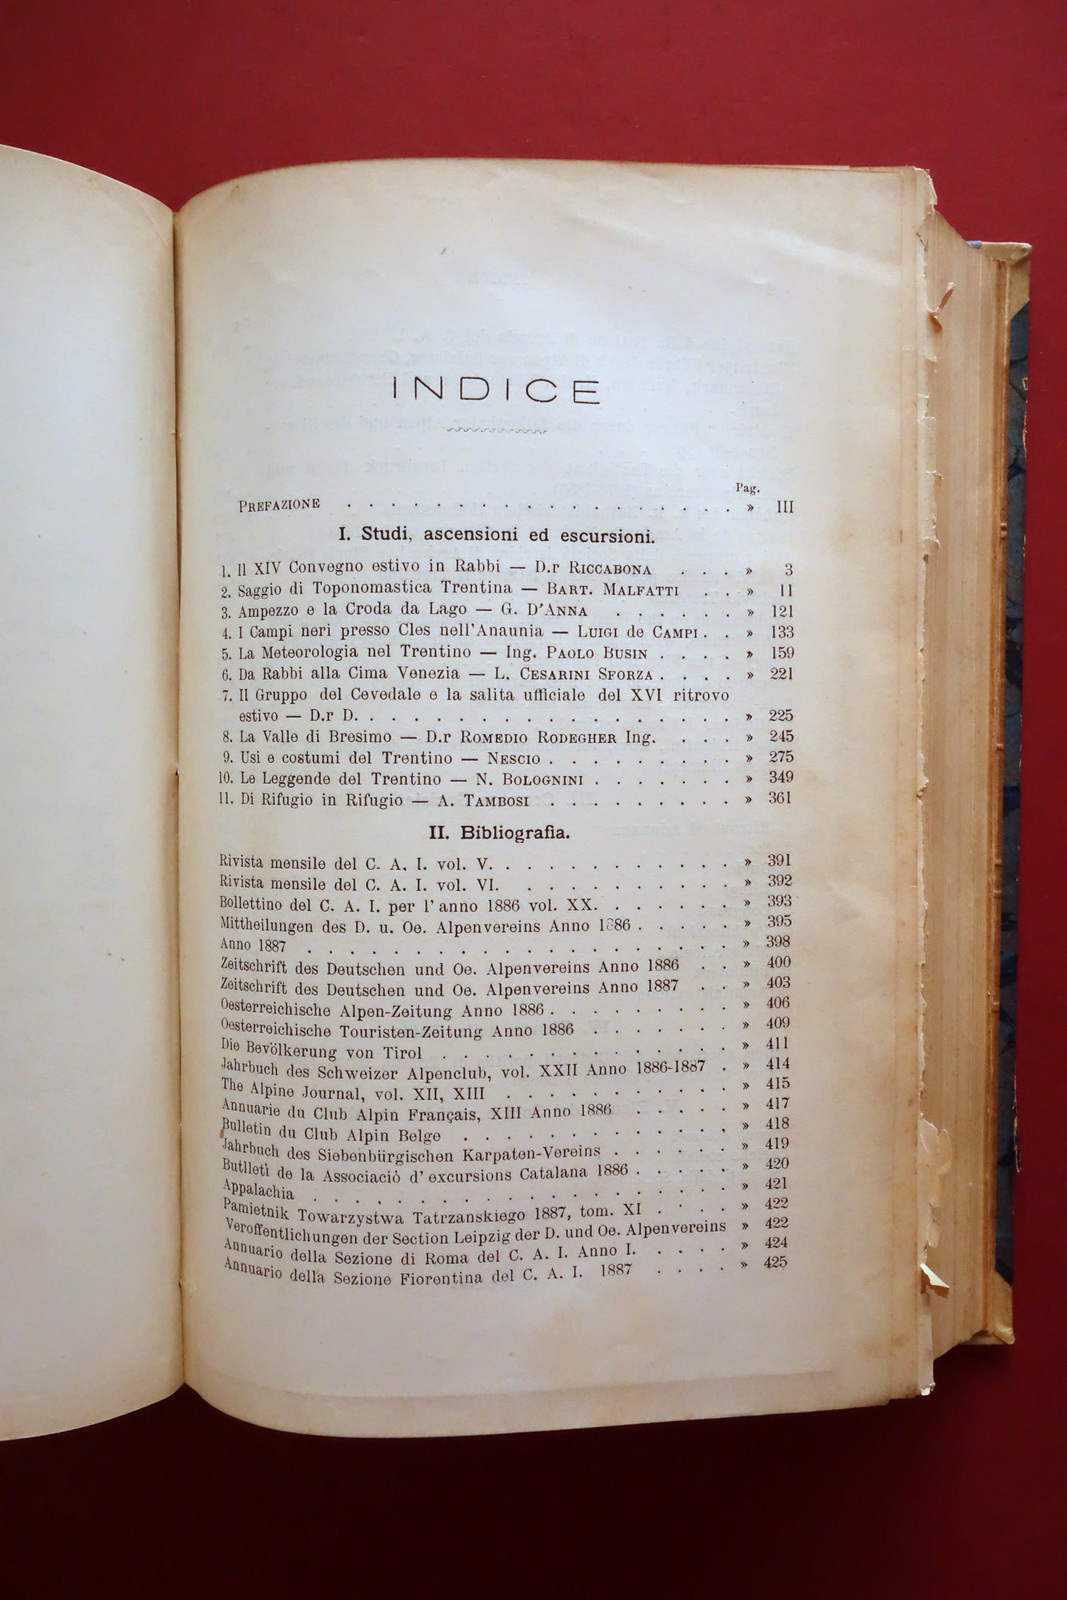 INDICE
Pag.
PREFAZIONE . . . . . . . . . . . . . . . . . . . » III
I. Studi, ascensioni ed escursioni.
1. Il XIV Convegno estivo in Rabbi — D.r RICCABONA . . . » 3
2. Saggio di Toponomastica Trentina — BART. MALFATTI . . » 11
3. Ampezzo e la Croda da Lago — G. D'ANNA . . . . . . » 121
4. I Campi neri presso Cles nell'Anaunia — LUIGI de CAMPI . . » 133
5. La Meteorologia nel Trentino — Ing. PAOLO BUSIN . . . . » 159
6. Da Rabbi alla Cima Venezia — L. CESARINI SFORZA . . . . » 221
7. Il Gruppo del Cevedale e la salita ufficiale del XVI ritrovo
estivo — D.r D. . . . . . . . . . . . . . . . . . . » 225
8. La Valle di Bresimo — D.r ROMEDIO RODEGHER Ing. . . . » 245
9. Usi e costumi del Trentino — NESCIO . . . . . . . . . » 275
10. Le Leggende del Trentino — N. BOLOGNINI . . . . . . . » 349
11. Di Rifugio in Rifugio — A. TAMBOSI . . . . . . . . . » 361
II. Bibliografia.
Rivista mensile del C. A. I. vol. V. . . . . . . . . . . . » 391
Rivista mensile del C. A. I. vol. VI. . . . . . . . . . . » 392
Bollettino del C. A. I. per l'anno 1886 vol. XX. . . . . . . » 393
Mittheilungen des D. u. Oe. Alpenvereins Anno 1886 . . . . . » 395
Anno 1887 . . . . . . . . . . . . . . . . . . » 398
Zeitschrift des Deutschen und Oe. Alpenvereins Anno 1886 . . » 400
Zeitschrift des Deutschen und Oe. Alpenvereins Anno 1887 . . » 403
Oesterreichische Alpen-Zeitung Anno 1886 . . . . . . . . . » 406
Oesterreichische Touristen-Zeitung Anno 1886 . . . . . . . » 409
Die Bevölkerung von Tirol . . . . . . . . . . . . . » 411
Jahrbuch des Schweizer Alpenclub, vol. XXII Anno 1886-1887 . » 414
The Alpine Journal, vol. XII, XIII . . . . . . . . . . » 415
Annuarie du Club Alpin Français, XIII Anno 1886 . . . . . » 417
Bulletin du Club Alpin Belge . . . . . . . . . . . . » 418
Jahrbuch des Siebenbürgischen Karpaten-Vereins . . . . . . » 419
Butlletí de la Associació d'excursions Catalana 1886 . . . . . » 420
Appalachia . . . . . . . . . . . . . . . . . . » 421
Pamietnik Towarzystwa Tatrzanskiego 1887, tom. XI . . . . » 422
Veroffentlichungen der Section Leipzig der D. und Oe. Alpenvereins » 422
Annuario della Sezione di Roma del C. A. I. Anno I. . . . . » 424
Annuario della Sezione Fiorentina del C. A. I. 1887 . . . . » 425